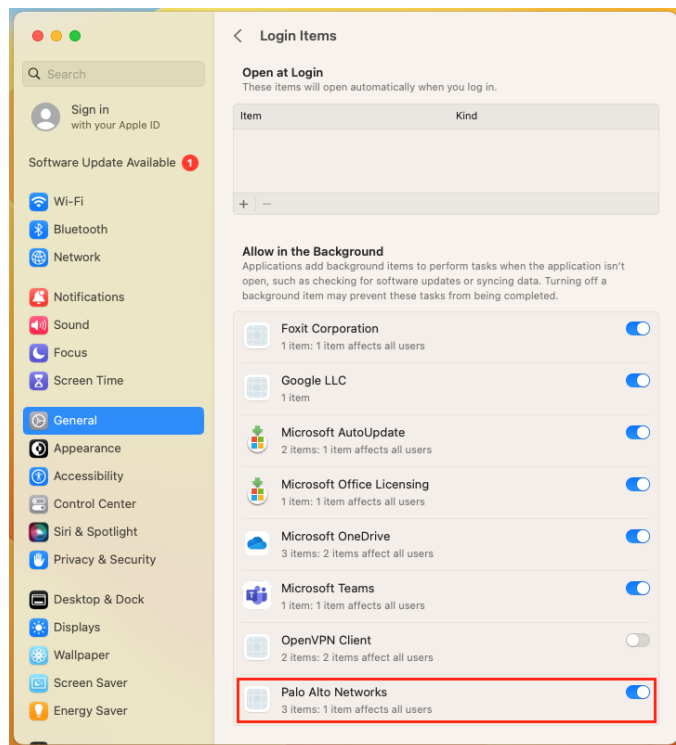 Login Items
Search
Sign in
with your Apple ID
Software Update Available 1
Wi-Fi
Bluetooth
Network
Notifications
Sound
Focus
Screen Time
General
Appearance
Accessibility
Control Center
Siri & Spotlight
Privacy & Security
Desktop & Dock
Displays
Wallpaper
Screen Saver
Energy Saver
Open at Login
These items will open automatically when you log in.
Item Kind
+ −
Allow in the Background
Applications add background items to perform tasks when the application isn't
open, such as checking for software updates or syncing data. Turning off a
background item may prevent these tasks from being completed.
Foxit Corporation
1 item: 1 item affects all users
Google LLC
1 item
Microsoft AutoUpdate
2 items: 1 item affects all users
Microsoft Office Licensing
1 item: 1 item affects all users
Microsoft OneDrive
3 items: 2 items affect all users
Microsoft Teams
1 item: 1 item affects all users
OpenVPN Client
2 items: 2 items affect all users
Palo Alto Networks
3 items: 1 item affects all users